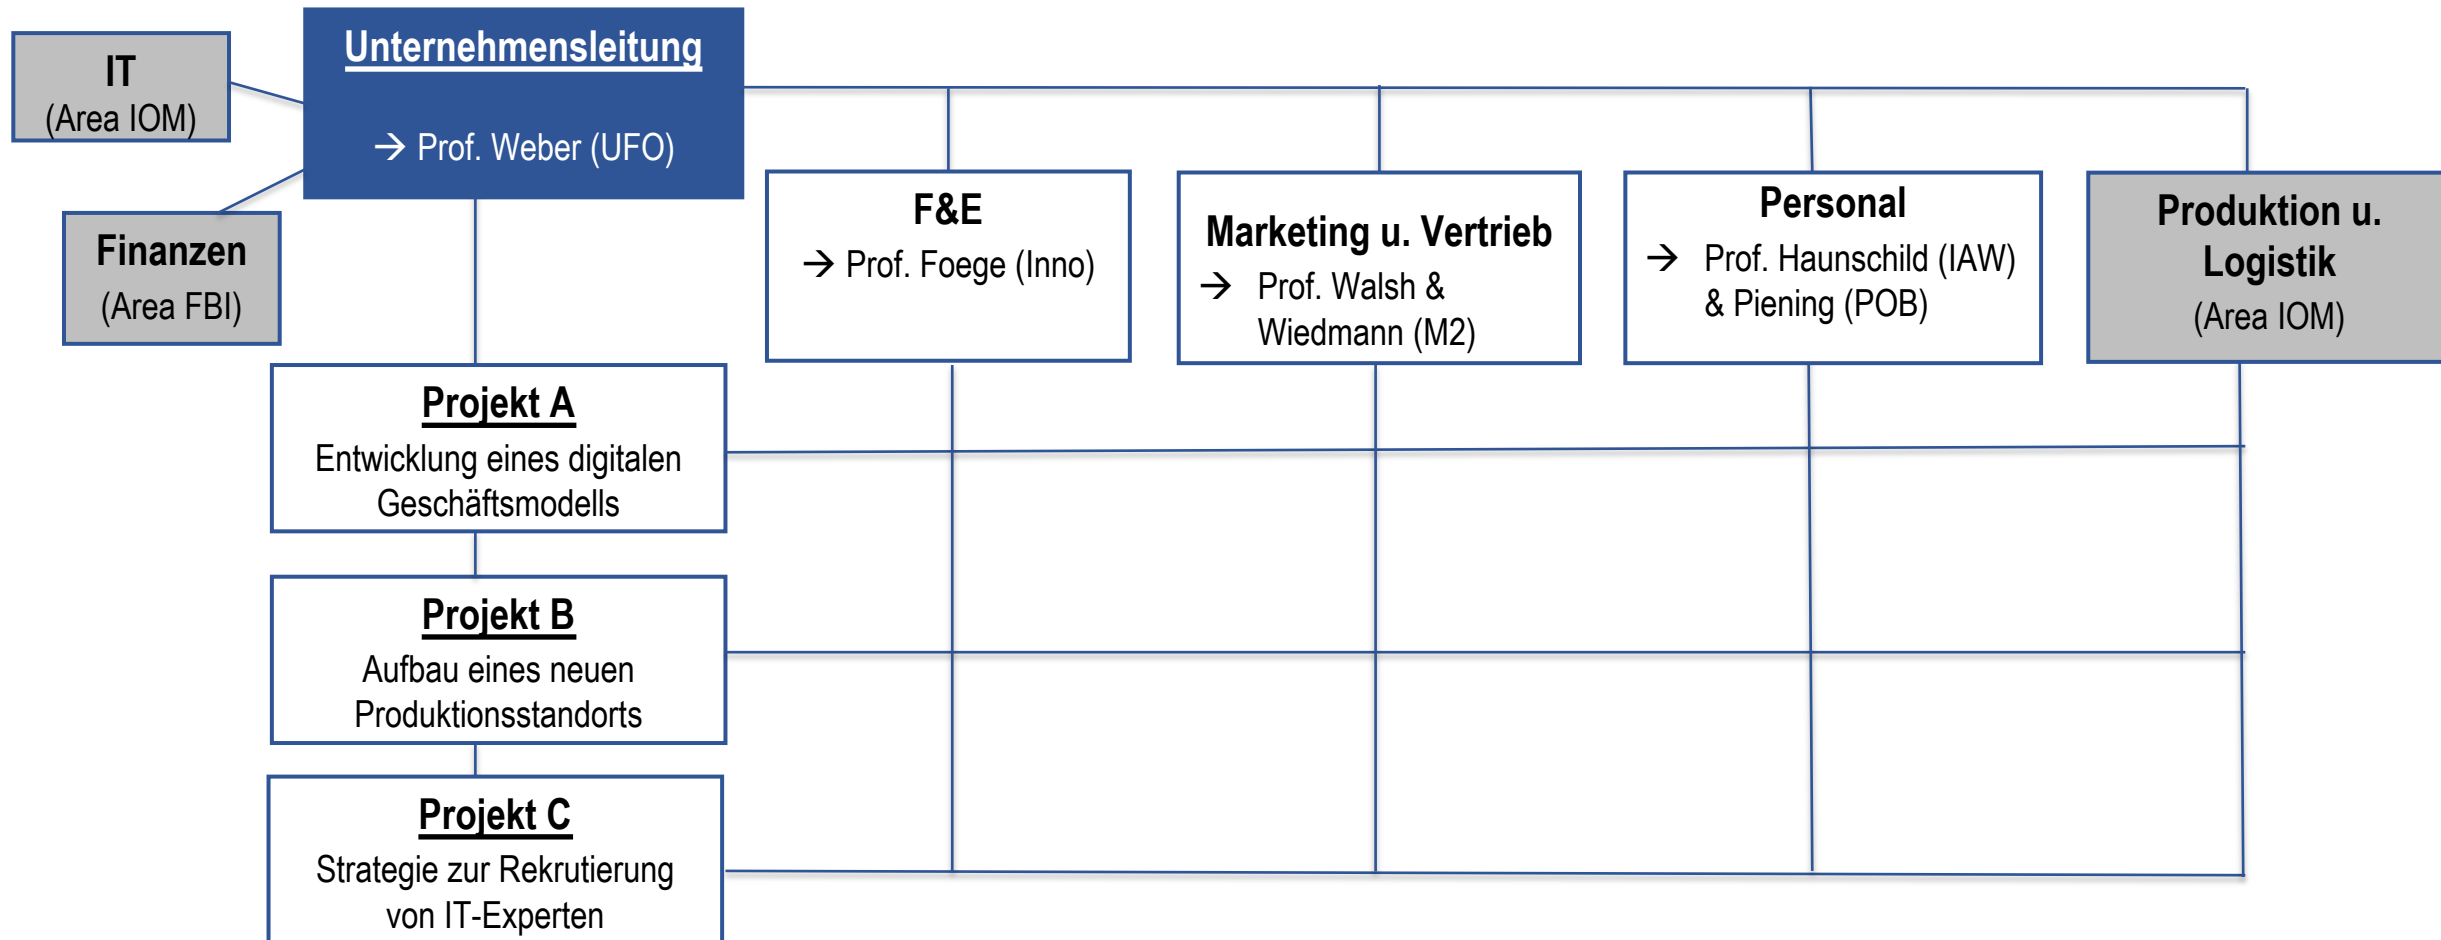 Unternehmensleitung
→ Prof. Weber (UFO)
IT
(Area IOM)
Finanzen
(Area FBI)
F&E
→ Prof. Foege (Inno)
Marketing u. Vertrieb
→ Prof. Walsh &
Wiedmann (M2)
Personal
→ Prof. Haunschild (IAW)
& Piening (POB)
Produktion u.
Logistik
(Area IOM)
Projekt A
Entwicklung eines digitalen
Geschäftsmodells
Projekt B
Aufbau eines neuen
Produktionsstandorts
Projekt C
Strategie zur Rekrutierung
von IT-Experten